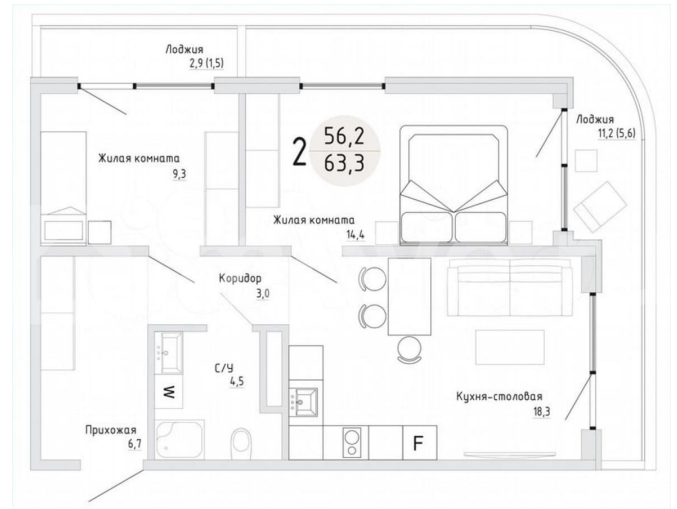 Лоджия
2,9 (1,5)
Лоджия
11,2 (5,6)
2
56,2
63,3
Жилая комната
9,3
Жилая комната
14,4
Коридор
3,0
С/У
4,5
W
Кухня-столовая
18,3
Прихожая
6,7
F